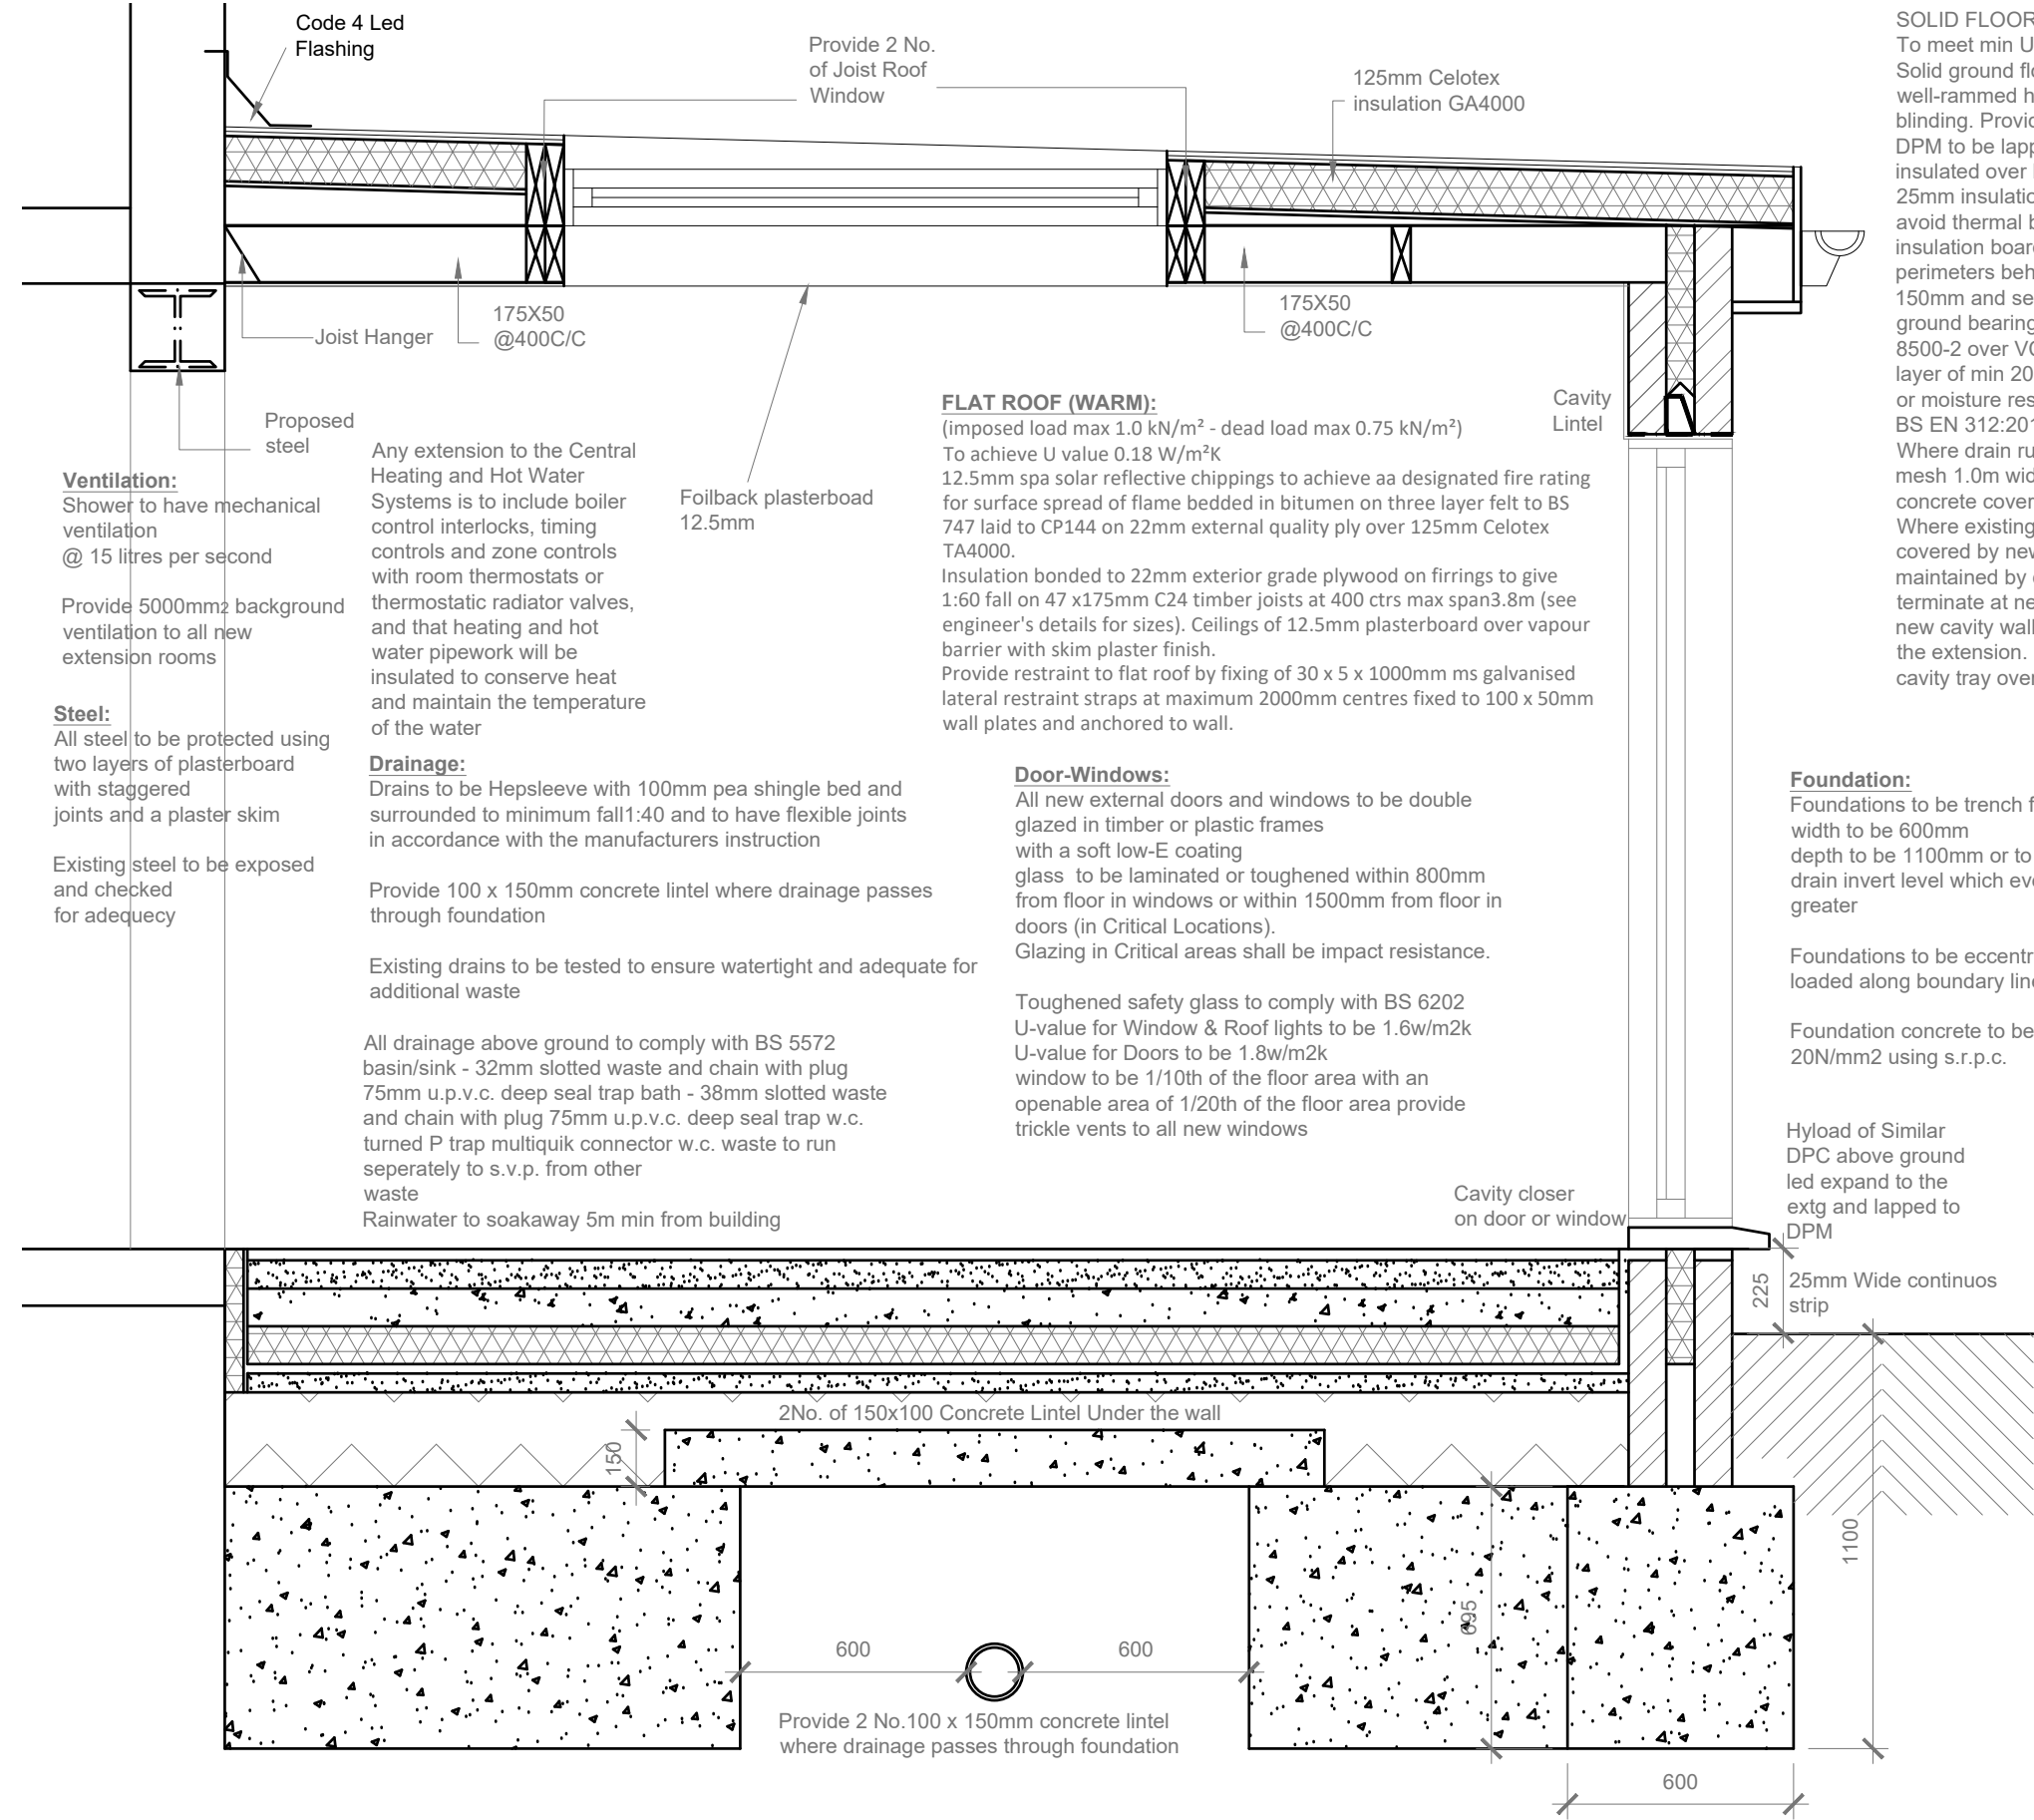 Code 4 Led
Flashing
Provide 2 No.
of Joist Roof
Window
125mm Celotex
insulation GA4000
Joist Hanger
175X50
@400C/C
175X50
@400C/C
Proposed
steel
Cavity
Lintel
Foilback plasterboad
12.5mm
Ventilation:
Shower to have mechanical
ventilation
@ 15 litres per second
Provide 5000mm2 background
ventilation to all new
extension rooms
Steel:
All steel to be protected using
two layers of plasterboard
with staggered
joints and a plaster skim
Existing steel to be exposed
and checked
for adequecy
Any extension to the Central
Heating and Hot Water
Systems is to include boiler
control interlocks, timing
controls and zone controls
with room thermostats or
thermostatic radiator valves,
and that heating and hot
water pipework will be
insulated to conserve heat
and maintain the temperature
of the water
Drainage:
Drains to be Hepsleeve with 100mm pea shingle bed and
surrounded to minimum fall1:40 and to have flexible joints
in accordance with the manufacturers instruction
Provide 100 x 150mm concrete lintel where drainage passes
through foundation
Existing drains to be tested to ensure watertight and adequate for
additional waste
All drainage above ground to comply with BS 5572
basin/sink - 32mm slotted waste and chain with plug
75mm u.p.v.c. deep seal trap bath - 38mm slotted waste
and chain with plug 75mm u.p.v.c. deep seal trap w.c.
turned P trap multiquik connector w.c. waste to run
seperately to s.v.p. from other
waste
Rainwater to soakaway 5m min from building
FLAT ROOF (WARM):
(imposed load max 1.0 kN/m² - dead load max 0.75 kN/m²)
To achieve U value 0.18 W/m²K
12.5mm spa solar reflective chippings to achieve aa designated fire rating
for surface spread of flame bedded in bitumen on three layer felt to BS
747 laid to CP144 on 22mm external quality ply over 125mm Celotex
TA4000.
Insulation bonded to 22mm exterior grade plywood on firrings to give
1:60 fall on 47 x175mm C24 timber joists at 400 ctrs max span3.8m (see
engineer's details for sizes). Ceilings of 12.5mm plasterboard over vapour
barrier with skim plaster finish.
Provide restraint to flat roof by fixing of 30 x 5 x 1000mm ms galvanised
lateral restraint straps at maximum 2000mm centres fixed to 100 x 50mm
wall plates and anchored to wall.
Door-Windows:
All new external doors and windows to be double
glazed in timber or plastic frames
with a soft low-E coating
glass to be laminated or toughened within 800mm
from floor in windows or within 1500mm from floor in
doors (in Critical Locations).
Glazing in Critical areas shall be impact resistance.
Toughened safety glass to comply with BS 6202
U-value for Window & Roof lights to be 1.6w/m2k
U-value for Doors to be 1.8w/m2k
window to be 1/10th of the floor area with an
openable area of 1/20th of the floor area provide
trickle vents to all new windows
Cavity closer
on door or window
SOLID FLOOR
To meet min U
Solid ground flo
well-rammed h
blinding. Provid
DPM to be lapp
insulated over
25mm insulatio
avoid thermal b
insulation board
perimeters beh
150mm and se
ground bearing
8500-2 over VC
layer of min 20
or moisture res
BS EN 312:201
Where drain ru
mesh 1.0m wid
concrete cover
Where existing
covered by new
maintained by
terminate at ne
new cavity wall
the extension.
cavity tray over
Foundation:
Foundations to be trench f
width to be 600mm
depth to be 1100mm or to
drain invert level which eve
greater
Foundations to be eccentr
loaded along boundary line
Foundation concrete to be
20N/mm2 using s.r.p.c.
Hyload of Similar
DPC above ground
led expand to the
extg and lapped to
DPM
225
25mm Wide continuos
strip
2No. of 150x100 Concrete Lintel Under the wall
150
695
1100
600
600
Provide 2 No.100 x 150mm concrete lintel
where drainage passes through foundation
600